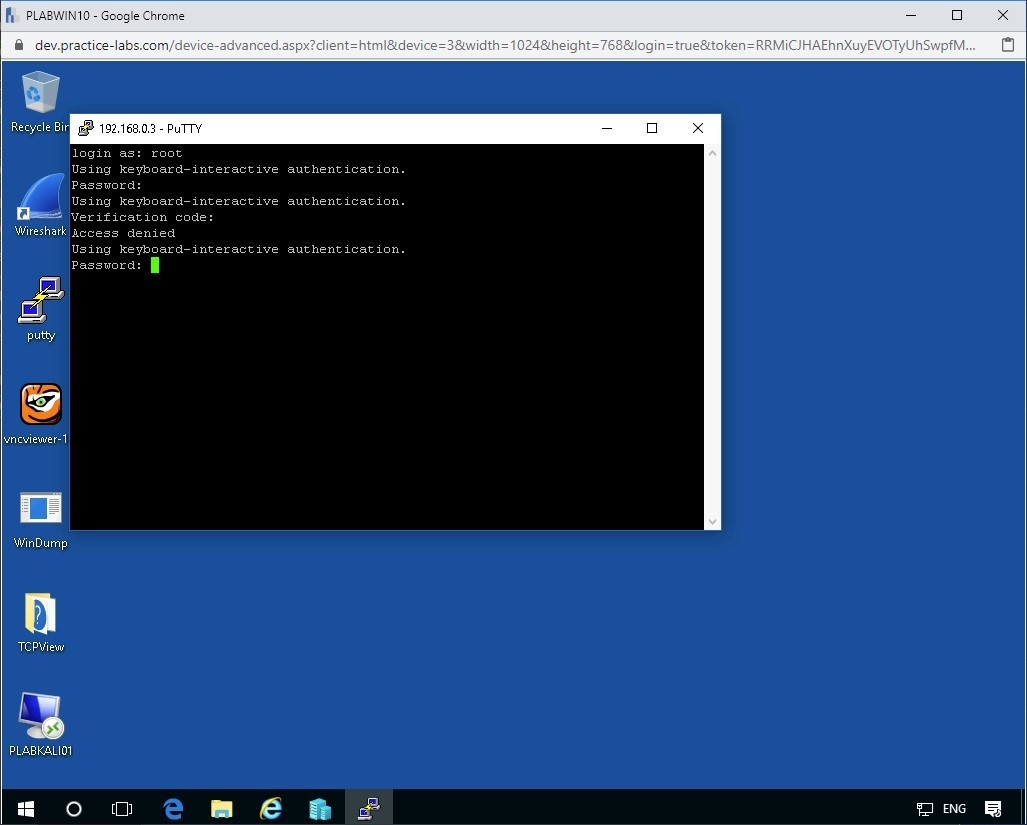 PLABWIN10 - Google Chrome
dev.practice-labs.com/device-advanced.aspx?client=html&device=3&width=1024&height=768&login=true&token=RRMiCJHAEhnXuyEVOTyUhSwpfM...
Recycle Bin
192.168.0.3 - PuTTY
login as: root
Using keyboard-interactive authentication.
Password:
Using keyboard-interactive authentication.
Verification code:
Access denied
Using keyboard-interactive authentication.
Password:
Wireshark
putty
vncviewer-1
WinDump
TCPView
PLABKALI01
ENG